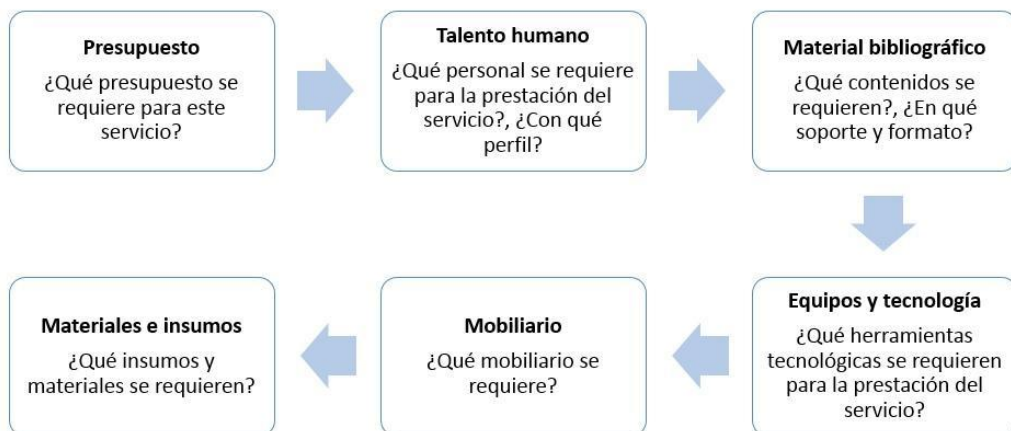 Presupuesto
¿Qué presupuesto se
requiere para este
servicio?
Talento humano
¿Qué personal se requiere
para la prestación del
servicio?, ¿Con qué
perfil?
Material bibliográfico
¿Qué contenidos se
requieren?, ¿En qué
soporte y formato?
Equipos y tecnología
¿Qué herramientas
tecnológicas se requieren
para la prestación del
servicio?
Mobiliario
¿Qué mobiliario se
requiere?
Materiales e insumos
¿Qué insumos y
materiales se requieren?